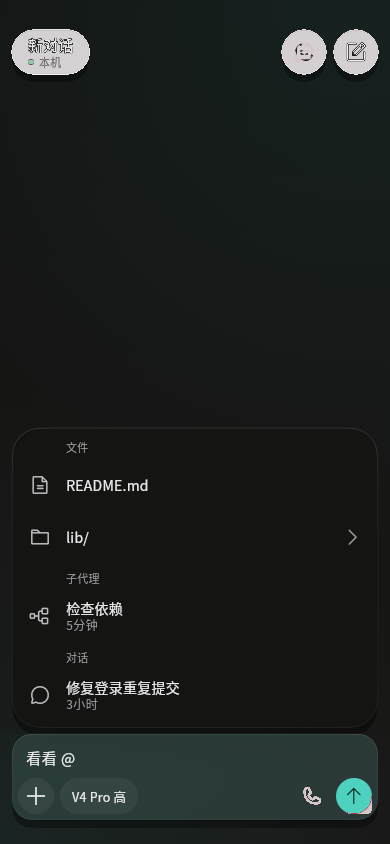 新对话
本机
文件
README.md
lib/
子代理
检查依赖
5分钟
对话
修复登录重复提交
3小时
看看 @
V4 Pro 高